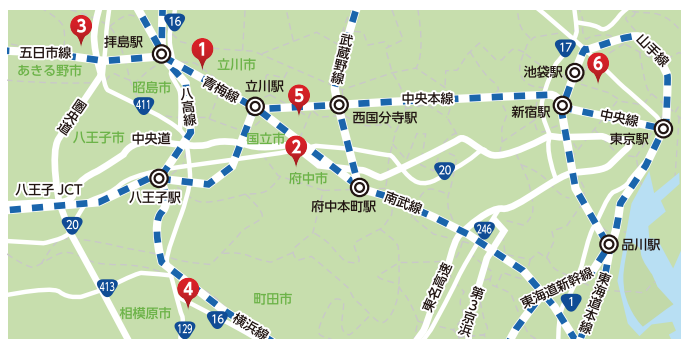 3
16
拝島駅
1
17
山手線
五日市線
あきる野市
立川市
武蔵野線
池袋駅
6
昭島市
青梅線
立川駅
5
中央本線
411
八高線
新宿駅
中央線
圏央道
西国分寺駅
八王子市
中央道
国立市
東京駅
2
府中市
20
八王子 JCT
八王子駅
府中本町駅
南武線
20
246
品川駅
413
4
町田市
東名高速
第3京浜
東海道新幹線
1
東海道本線
相模原市
129
16
横浜線